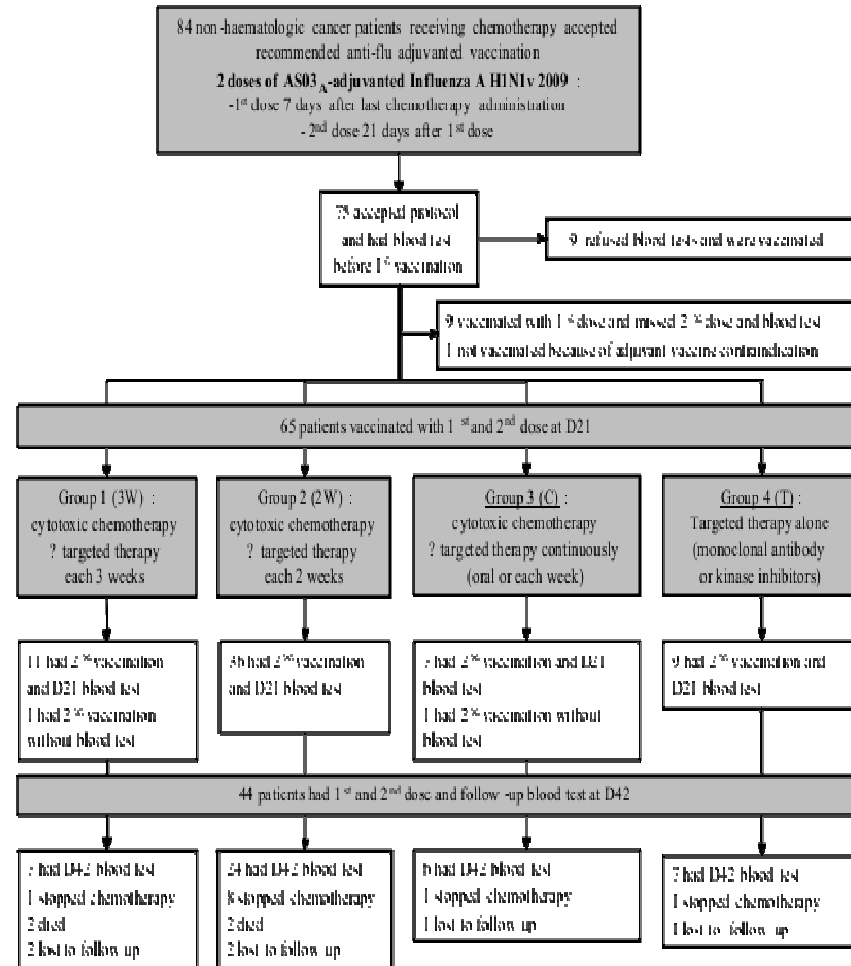 84 non-haematologic cancer patients receiving chemotherapy accepted
recommended anti-flu adjuvanted vaccination
2 doses of AS03A-adjuvanted Influenza A H1N1v 2009 :
-1st dose 7 days after last chemotherapy administration
- 2nd dose 21 days after 1st dose
75 accepted protocol
and had blood test
before 1st vaccination
9 refused blood tests and were vaccinated
9 vaccinated with 1st dose and missed 2nd dose and blood test
1 not vaccinated because of adjuvant vaccine contraindication
65 patients vaccinated with 1st and 2nd dose at D21
Group 1 (3W) :
cytotoxic chemotherapy
? targeted therapy
each 3 weeks
Group 2 (2W) :
cytotoxic chemotherapy
? targeted therapy
each 2 weeks
Group 3 (C) :
cytotoxic chemotherapy
? targeted therapy continuously
(oral or each week)
Group 4 (T) :
Targeted therapy alone
(monoclonal antibody
or kinase inhibitors)
11 had 2nd vaccination
and D21 blood test
1 had 2nd vaccination
without blood test
36 had 2nd vaccination
and D21 blood test
7 had 2nd vaccination and D21
blood test
1 had 2nd vaccination without
blood test
9 had 2nd vaccination and
D21 blood test
44 patients had 1st and 2nd dose and follow -up blood test at D42
7 had D42 blood test
1 stopped chemotherapy
2 died
2 lost to follow up
24 had D42 blood test
8 stopped chemotherapy
2 died
2 lost to follow up
6 had D42 blood test
1 stopped chemotherapy
1 lost to follow up
7 had D42 blood test
1 stopped chemotherapy
1 lost to follow up